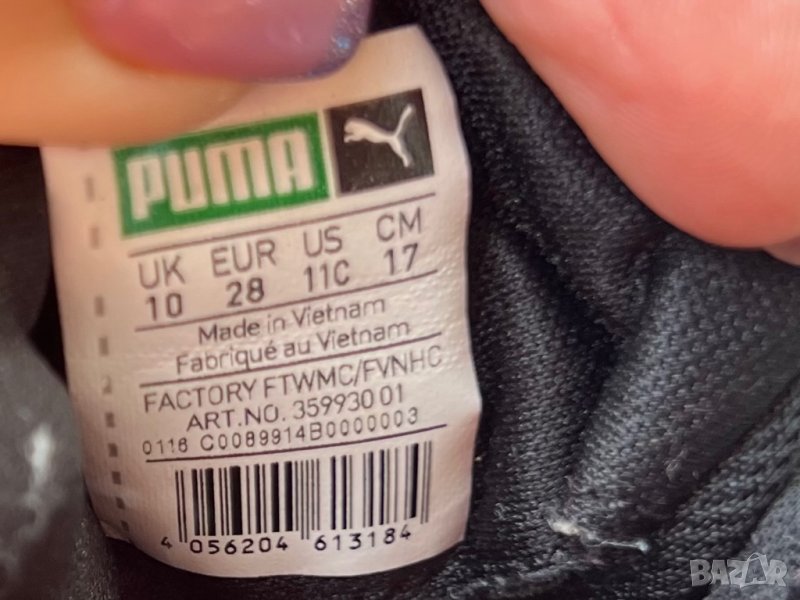 PUMA
UK EUR US CM
10 28 11C 17
Made in Vietnam
Fabriqué au Vietnam
FACTORY FTWMC/FVNHC
ART.NO. 359930 01
0116 C0089914B0000003
4 056204 613184
BAZAR